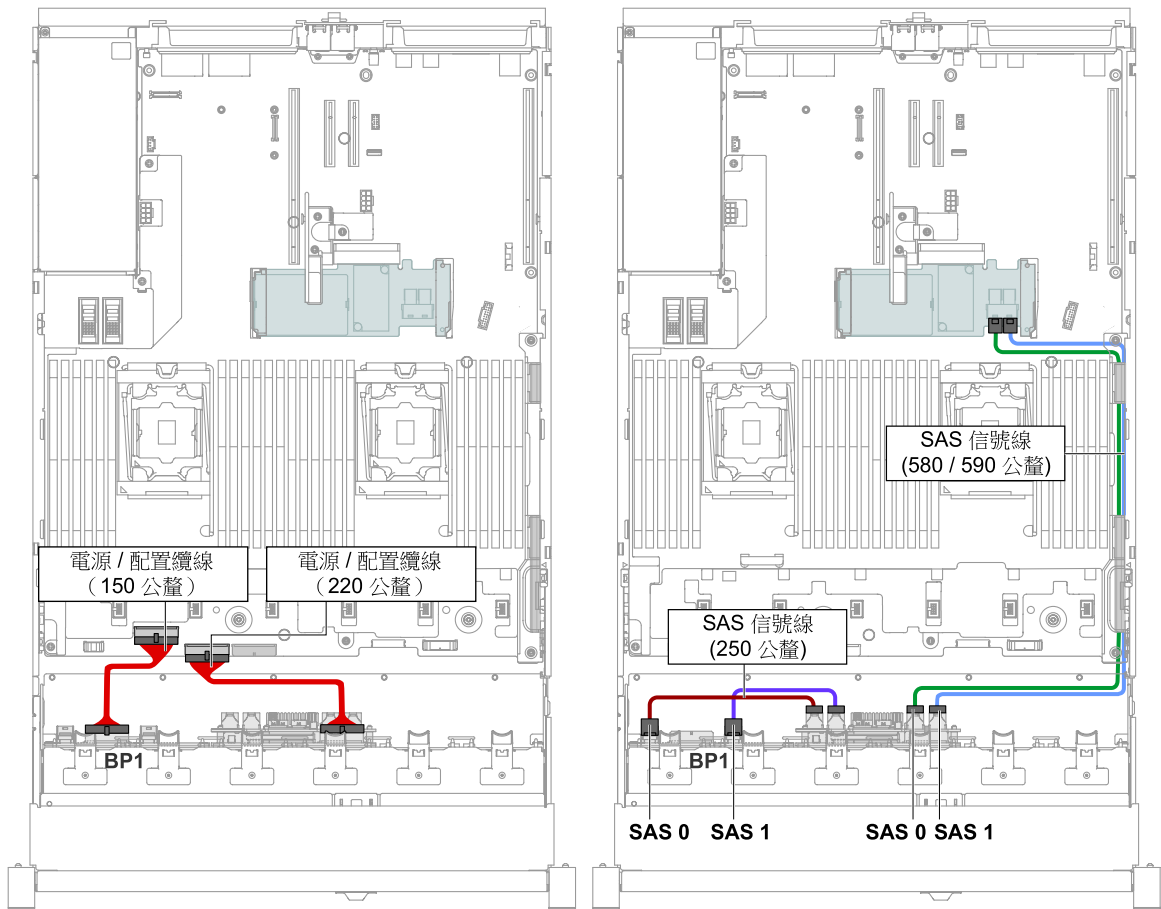 電源 / 配置纜線
（150 公釐）
電源 / 配置纜線
（220 公釐）
BP1
SAS 信號線
(580 / 590 公釐)
SAS 信號線
(250 公釐)
BP1
SAS 0
SAS 1
SAS 0
SAS 1